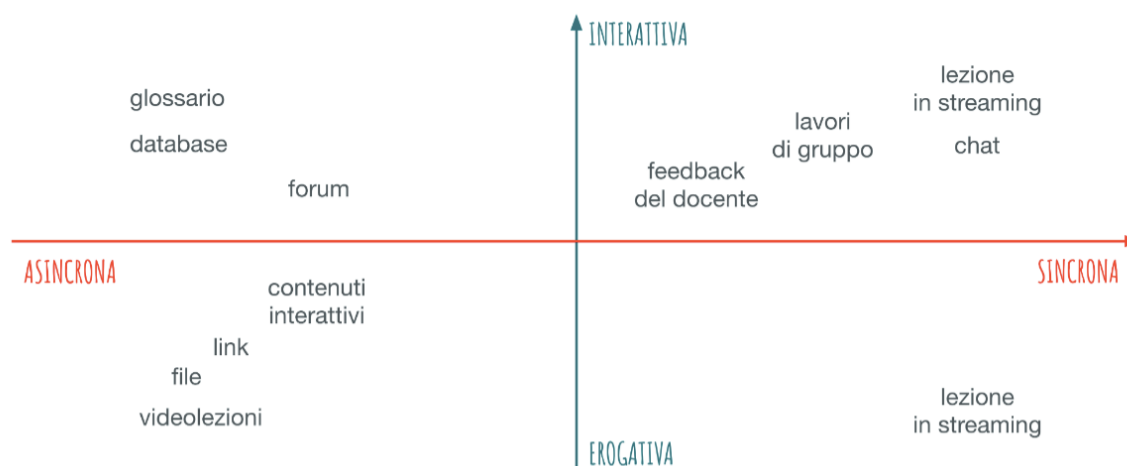 INTERATTIVA
glossario
database
forum
lezione
in streaming
lavori
di gruppo
chat
feedback
del docente
ASINCRONA
SINCRONA
contenuti
interattivi
link
file
videolezioni
lezione
in streaming
EROGATIVA